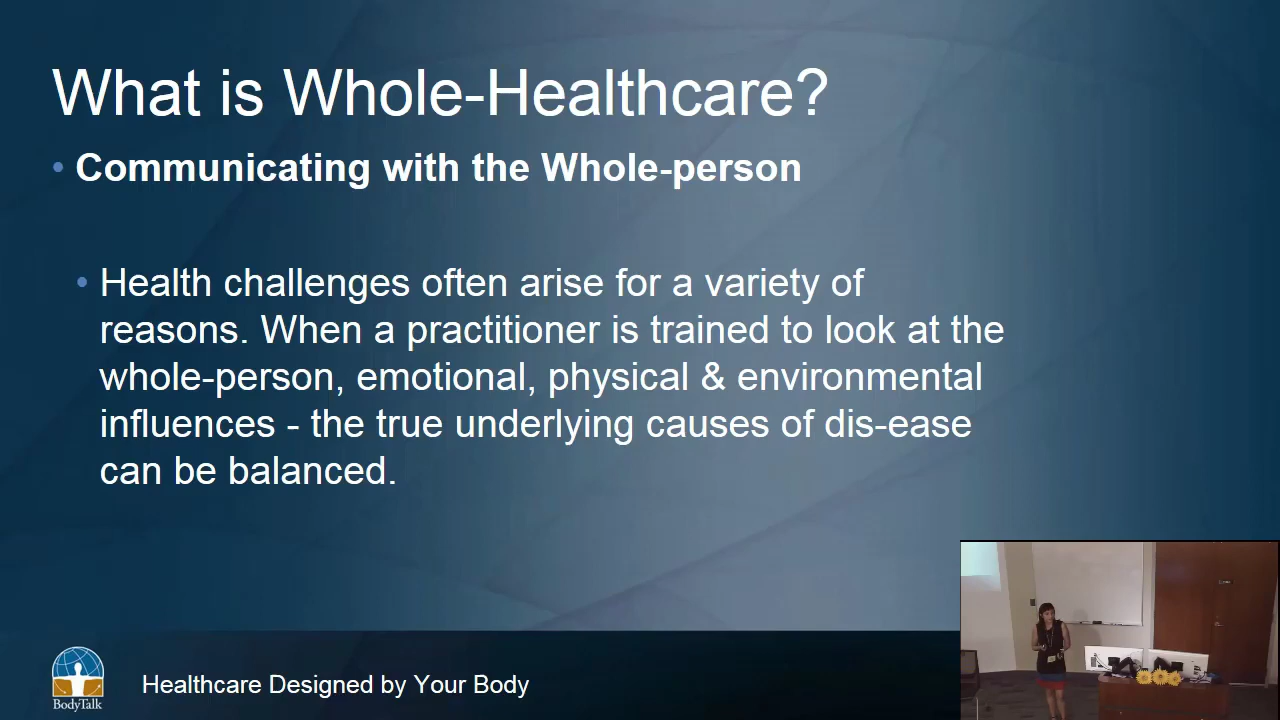 What is Whole-Healthcare?
• Communicating with the Whole-person
• Health challenges often arise for a variety of
reasons. When a practitioner is trained to look at the
whole-person, emotional, physical & environmental
influences - the true underlying causes of dis-ease
can be balanced.
BodyTalk
Healthcare Designed by Your Body